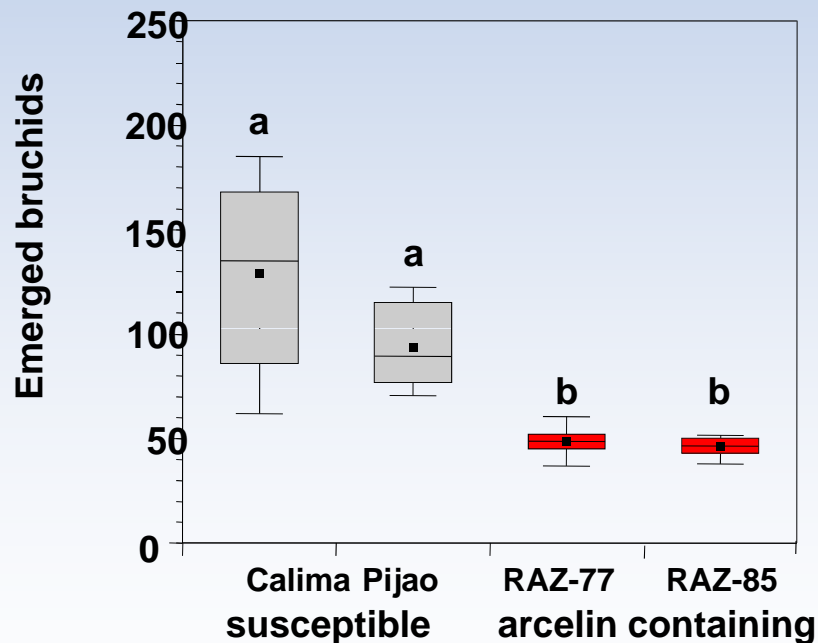 250
200
150
100
50
0
Emerged bruchids
a
a
b
b
Calima Pijao RAZ-77 RAZ-85
susceptible arcelin containing